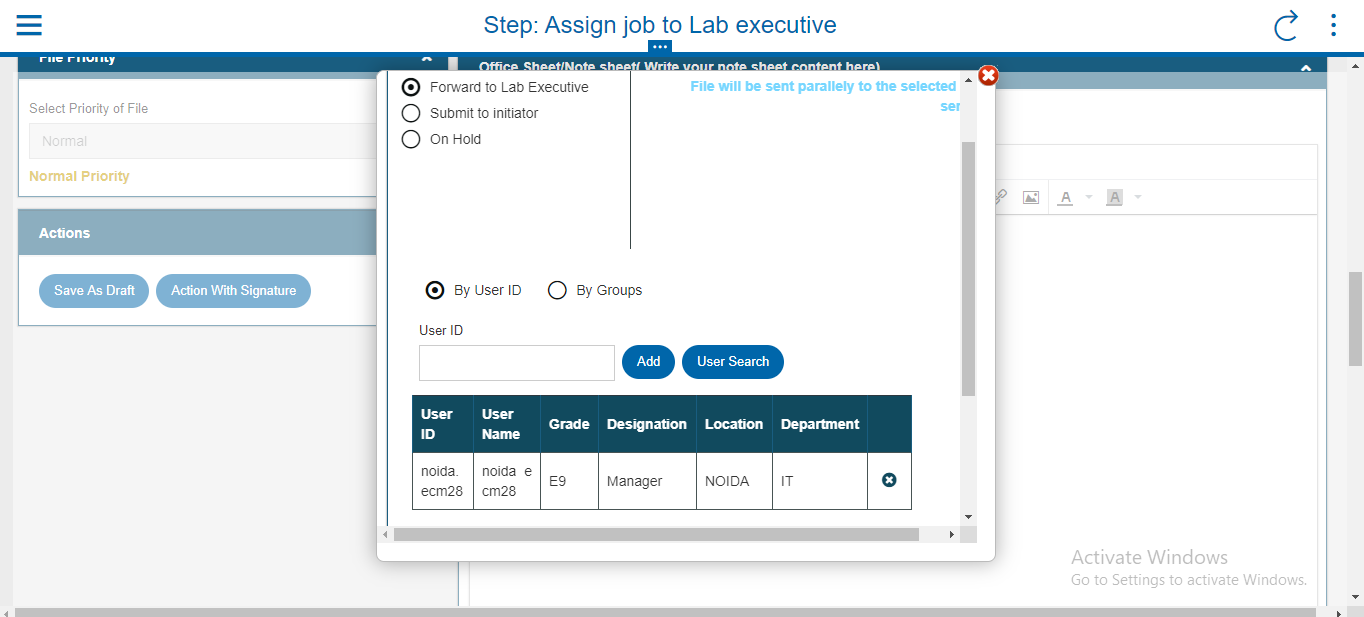 Step: Assign job to Lab executive
File Priority
Office Sheet/Note sheet( Write your note sheet content here)
Select Priority of File
Normal
Normal Priority
Actions
Save As Draft
Action With Signature
Forward to Lab Executive
Submit to initiator
On Hold
File will be sent parallely to the selected
By User ID
By Groups
User ID
Add
User Search
User ID
User Name
Grade
Designation
Location
Department
noida.
ecm28
noida e
cm28
E9
Manager
NOIDA
IT
A
A
Activate Windows
Go to Settings to activate Windows.